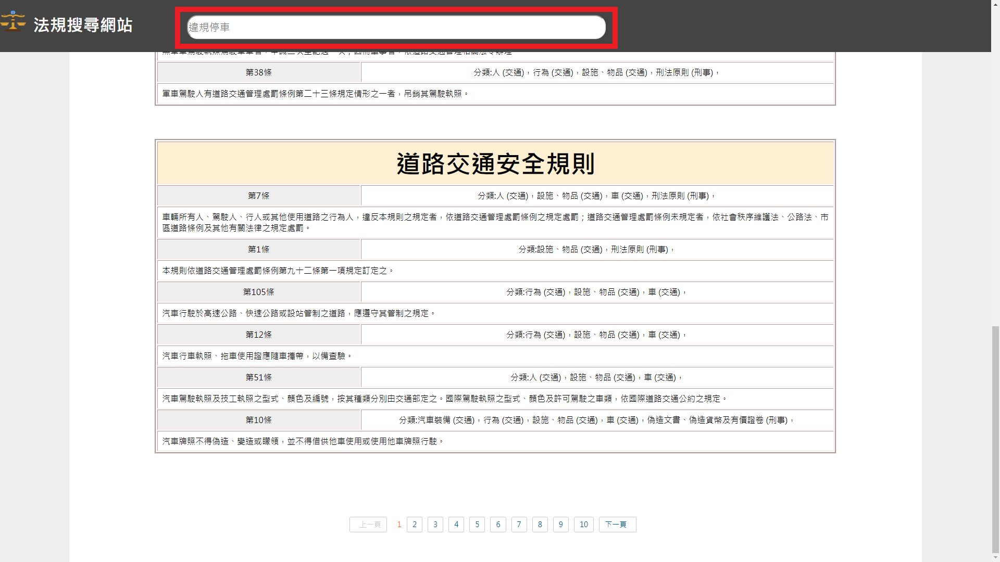 法規搜尋網站
違規停車
第38條
分類:人 (交通)，行為 (交通)，設施、物品 (交通)，刑法原則 (刑事)，
軍車駕駛人有道路交通管理處罰條例第二十三條規定情形之一者，吊銷其駕駛執照。
道路交通安全規則
第7條
分類:人 (交通)，設施、物品 (交通)，車 (交通)，刑法原則 (刑事)，
車輛所有人、駕駛人、行人或其他使用道路之行為人，違反本規則之規定者，依道路交通管理處罰條例之規定處罰；道路交通管理處罰條例未規定者，依社會秩序維護法、公路法、市
區道路條例及其他有關法律之規定處罰。
第1條
分類:設施、物品 (交通)，刑法原則 (刑事)，
本規則依道路交通管理處罰條例第九十二條第一項規定訂定之。
第105條
分類:行為 (交通)，設施、物品 (交通)，車 (交通)，
汽車行駛於高速公路、快速公路或設站管制之道路，應遵守其管制之規定。
第12條
分類:行為 (交通)，設施、物品 (交通)，車 (交通)，
汽車行車執照、拖車使用證應隨車攜帶，以備查驗。
第51條
分類:人 (交通)，設施、物品 (交通)，車 (交通)，
汽車駕駛執照及技工執照之型式、顏色及編號，按其種類分別由交通部定之。國際駕駛執照之型式、顏色及許可駕駛之車類，依國際道路交通公約之規定。
第10條
分類:汽車裝備 (交通)，行為 (交通)，設施、物品 (交通)，車 (交通)，偽造文書、偽造貨幣及有價證卷 (刑事)，
汽車牌照不得偽造、變造或矇領，並不得借供他車使用或使用他車牌照行駛。
上一頁 1 2 3 4 5 6 7 8 9 10 下一頁